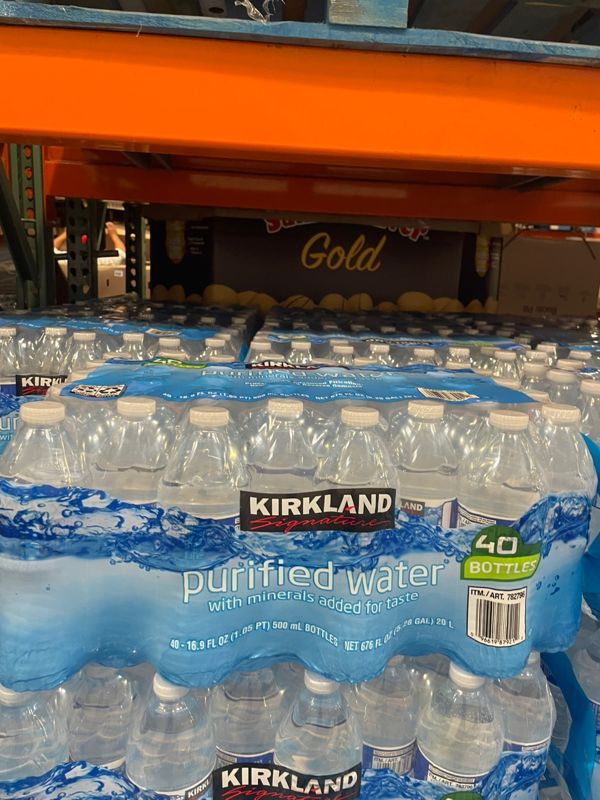 Gold
KIRKLAND
Signature
purified water
with minerals added for taste
40
BOTTLES
ITM. / ART. 782796
40 - 16.9 FL OZ (1.05 PT) 500 mL BOTTLES NET 676 FL OZ (5.28 GAL) 20 L
KIRKLAND
Signature